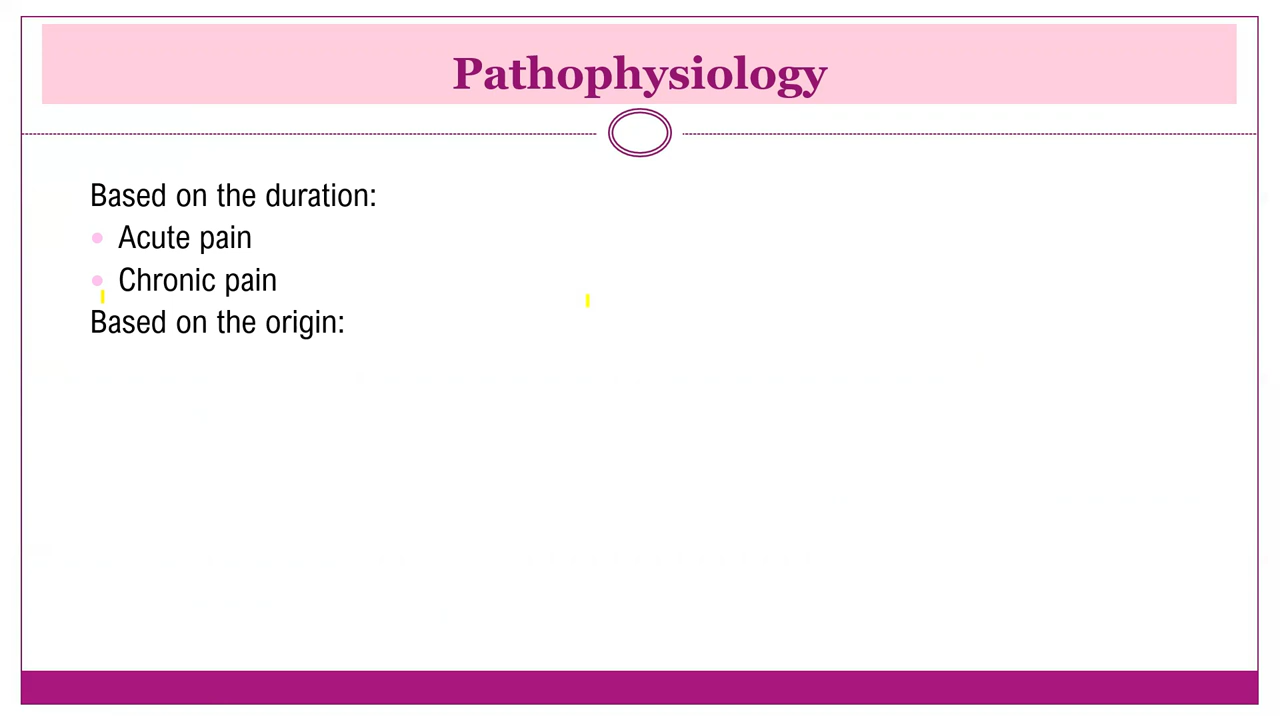 Pathophysiology
Based on the duration:
Acute pain
Chronic pain
Based on the origin: